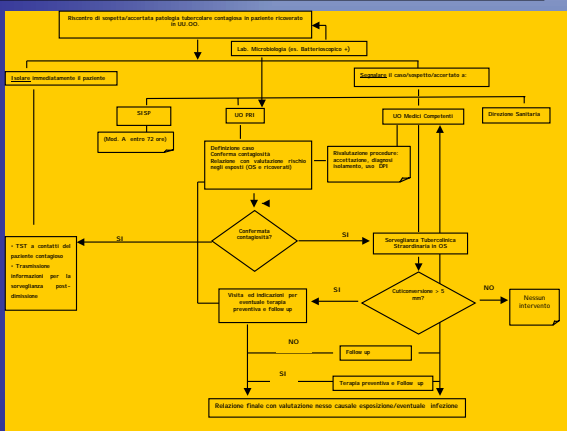 Riscontro di sospetta/accertata patologia tubercolare contagiosa in paziente ricoverato
in UU.OO.
Lab. Microbiologia (es. Batterioscopico +)
Isolare immediatamente il paziente
Segnalare il caso/sospetto/accertato a:
SISP
UO PRI
UO Medici Competenti
Direzione Sanitaria
(Mod. A entro 72 ore)
Definizione caso
Conferma contagiosità
Relazione con valutazione rischio
negli esposti (OS e ricoverati)
Rivalutazione procedure:
accettazione, diagnosi
isolamento, uso DPI
Confermata
contagiosità?
SI
SI
• TST a contatti del
paziente contagioso
• Trasmissione
informazioni per la
sorveglianza post-
dimissione
Sorveglianza Tubercolinica
Straordinaria in OS
Cuticonversione > 5
mm?
SI
NO
Nessun
intervento
Visita ed indicazioni per
eventuale terapia
preventiva e follow up
NO
Follow up
SI
Terapia preventiva e Follow up
Relazione finale con valutazione nesso causale esposizione/eventuale infezione